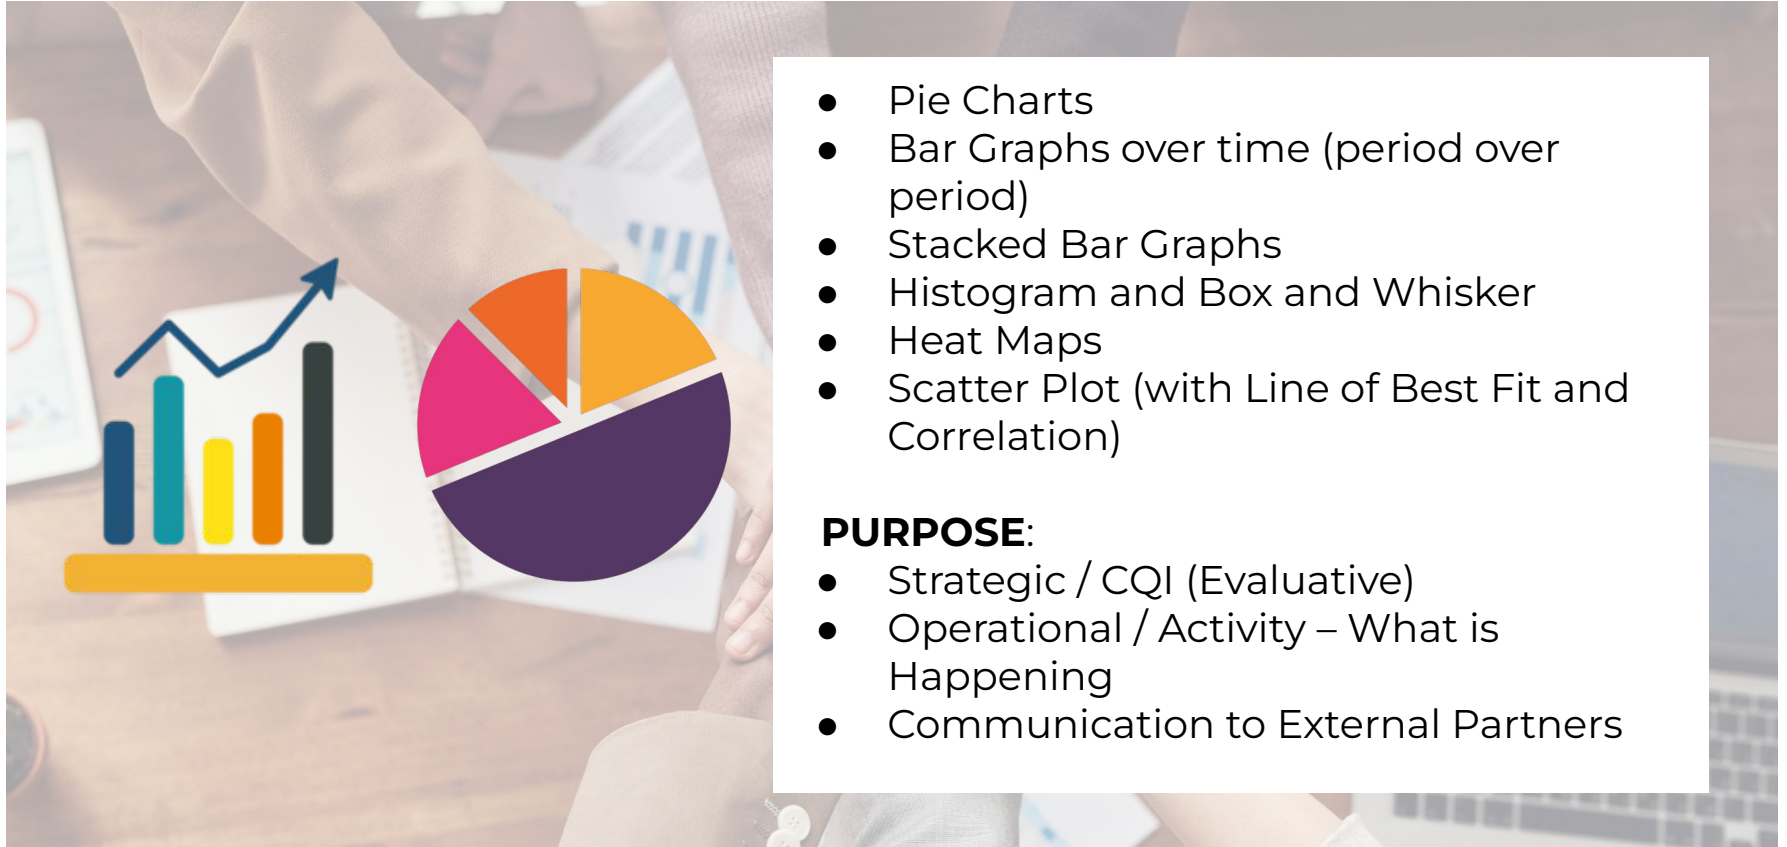 ● Pie Charts
● Bar Graphs over time (period over
period)
● Stacked Bar Graphs
● Histogram and Box and Whisker
● Heat Maps
● Scatter Plot (with Line of Best Fit and
Correlation)
PURPOSE:
● Strategic / CQI (Evaluative)
● Operational / Activity – What is
Happening
● Communication to External Partners